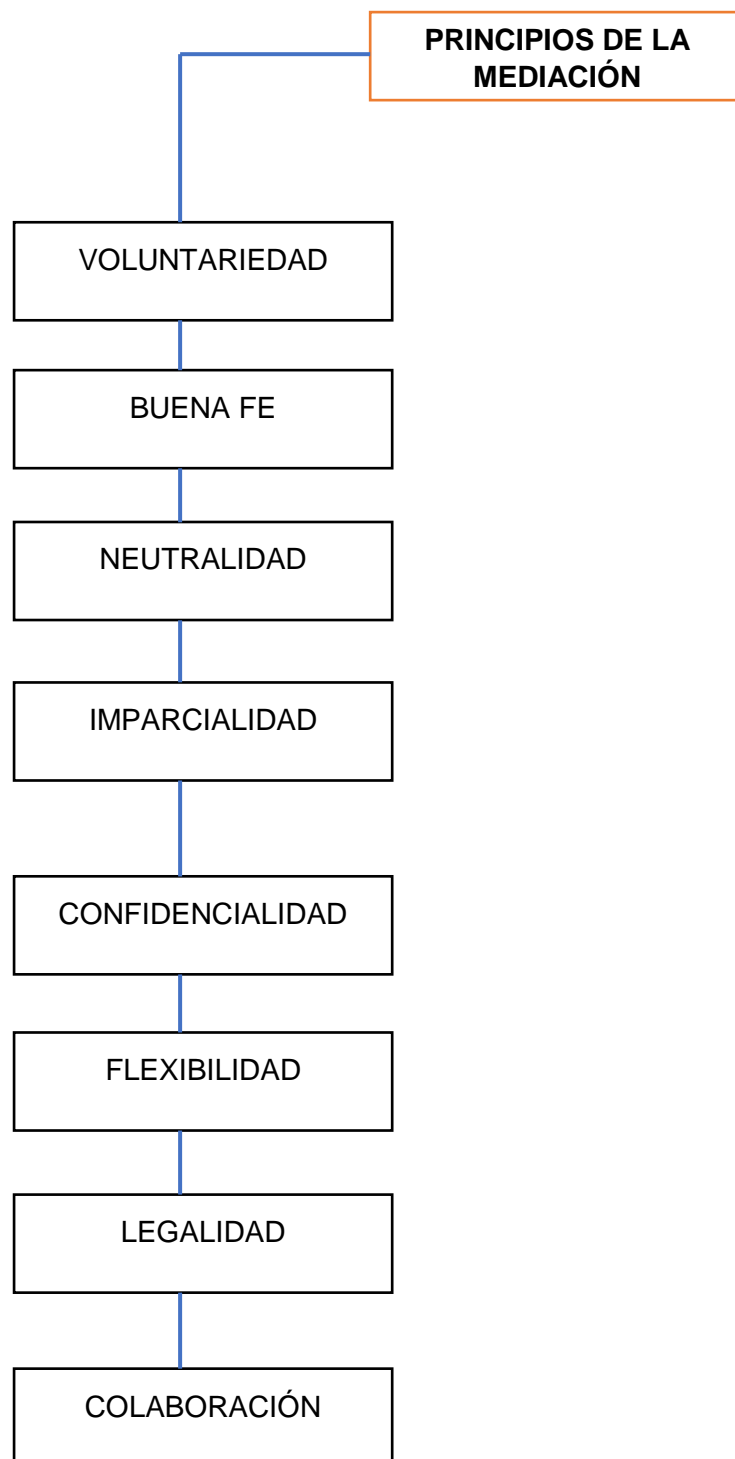 PRINCIPIOS DE LA
MEDIACIÓN
VOLUNTARIEDAD
BUENA FE
NEUTRALIDAD
IMPARCIALIDAD
CONFIDENCIALIDAD
FLEXIBILIDAD
LEGALIDAD
COLABORACIÓN